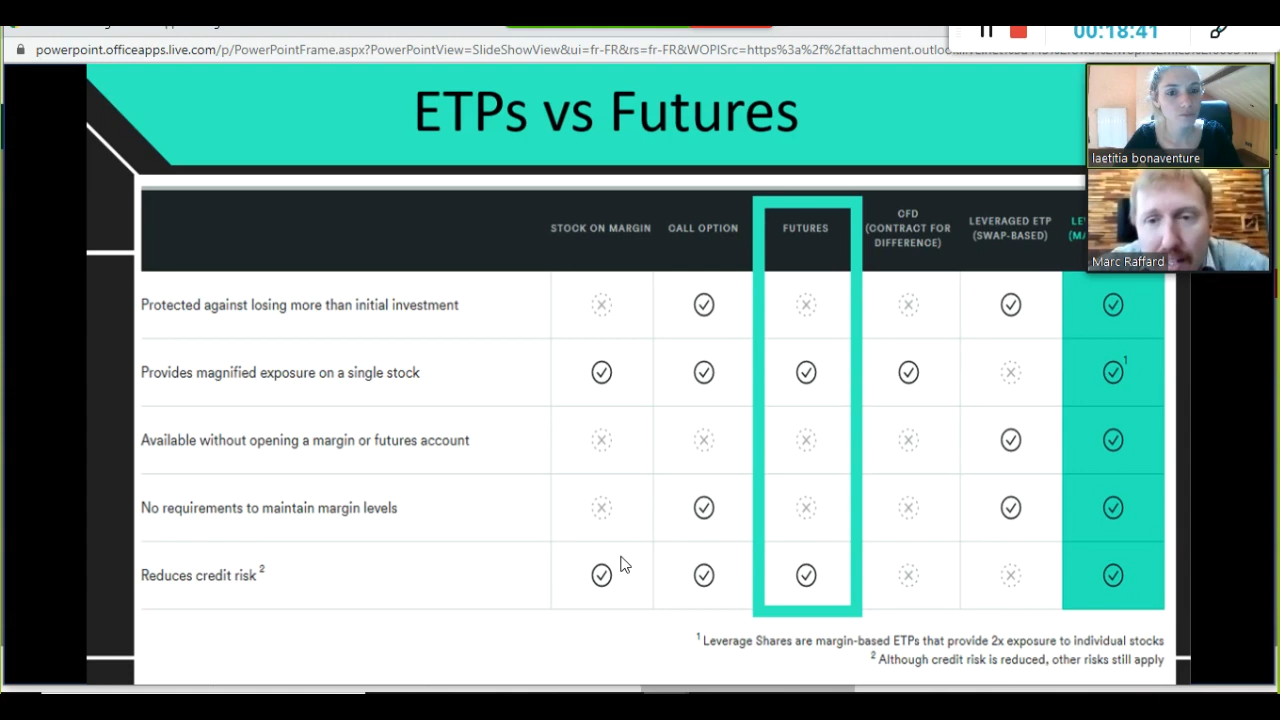 00:18:41
powerpoint.officeapps.live.com/p/PowerPointFrame.aspx?PowerPointView=SlideShowView&ui=fr-FR&rs=fr-FR&WOPISrc=https%3a%2f%2fattachment.outloo
ETPs vs Futures
laetitia bonaventure
Marc Raffard
STOCK ON MARGIN CALL OPTION FUTURES CFD (CONTRACT FOR DIFFERENCE) LEVERAGED ETP (SWAP-BASED)
Protected against losing more than initial investment
Provides magnified exposure on a single stock 1
Available without opening a margin or futures account
No requirements to maintain margin levels
Reduces credit risk 2
1 Leverage Shares are margin-based ETPs that provide 2x exposure to individual stocks
2 Although credit risk is reduced, other risks still apply